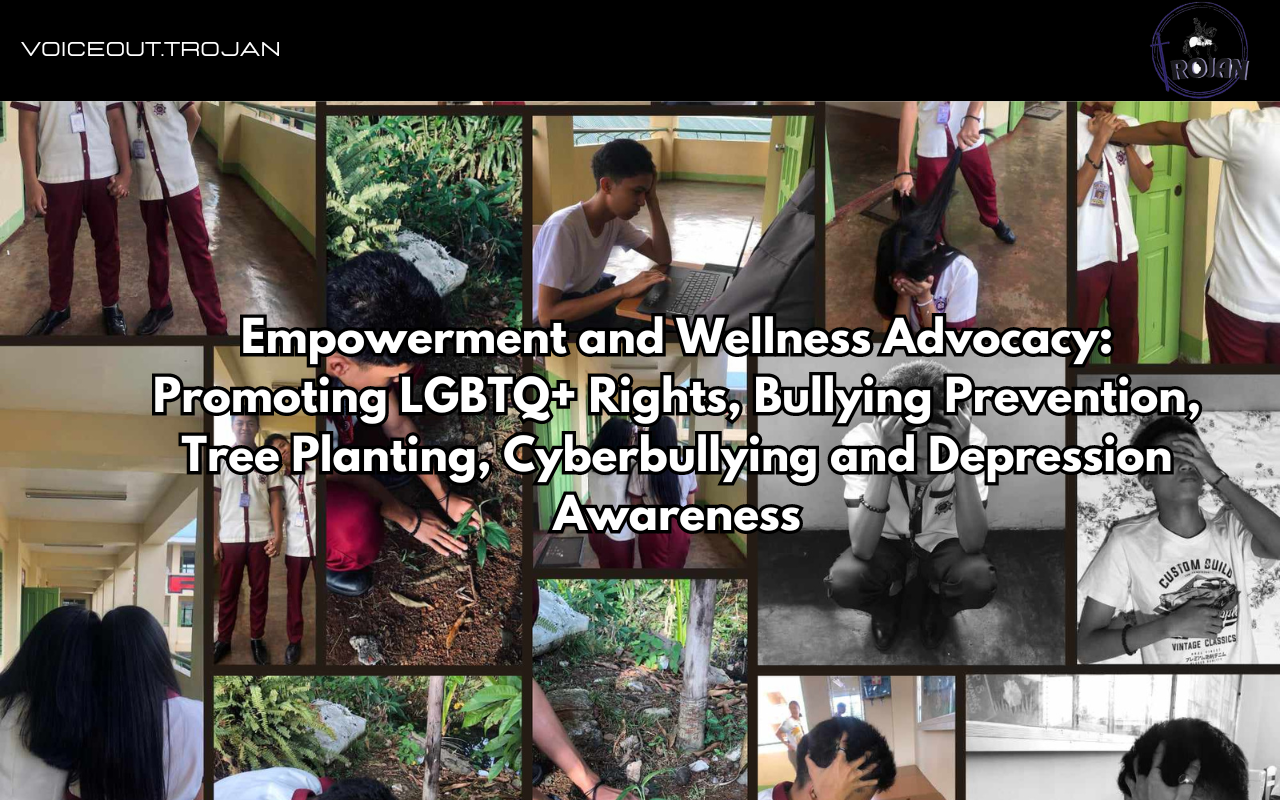 VOICEOUT.TROJAN
TROJAN
Empowerment and Wellness Advocacy:
Promoting LGBTQ+ Rights, Bullying Prevention,
Tree Planting, Cyberbullying and Depression
Awareness
CUSTOM BUILD
VINTAGE CLASSICS